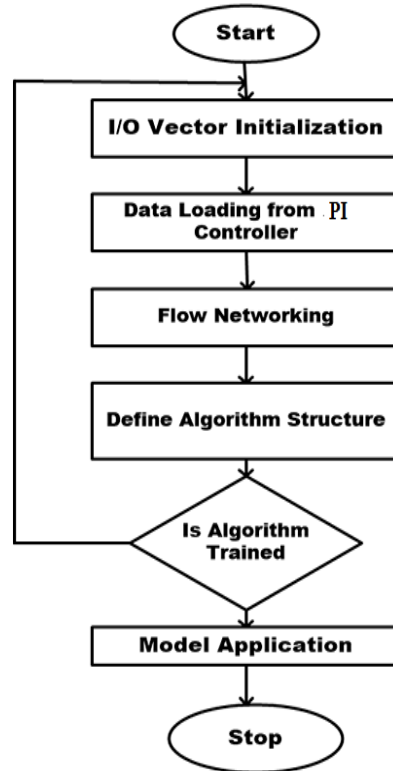 Start
I/O Vector Initialization
Data Loading from PI
Controller
Flow Networking
Define Algorithm Structure
Is Algorithm
Trained
Model Application
Stop